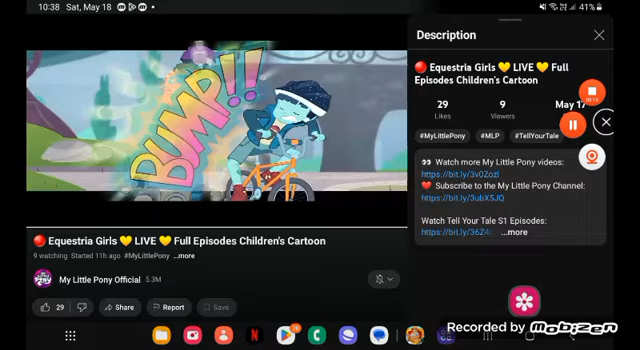 10:38 Sat, May 18
41%
Description
BUMP!!
🔴 Equestria Girls 💛 LIVE 💛 Full
Episodes Children's Cartoon
29
9
May 17
Likes
Viewers
#MyLittlePony
#MLP
#TellYourTale
👀 Watch more My Little Pony videos:
https://bit.ly/3v0Zozl
❤️ Subscribe to the My Little Pony Channel:
https://bit.ly/3ubX5JQ
Watch Tell Your Tale S1 Episodes:
...more
🔴 Equestria Girls 💛 LIVE 💛 Full Episodes Children's Cartoon
9 watching Started 11h ago #MyLittlePony ...more
My Little Pony Official 5.3M
29
Share
Report
Save
Recorded by Mobizen